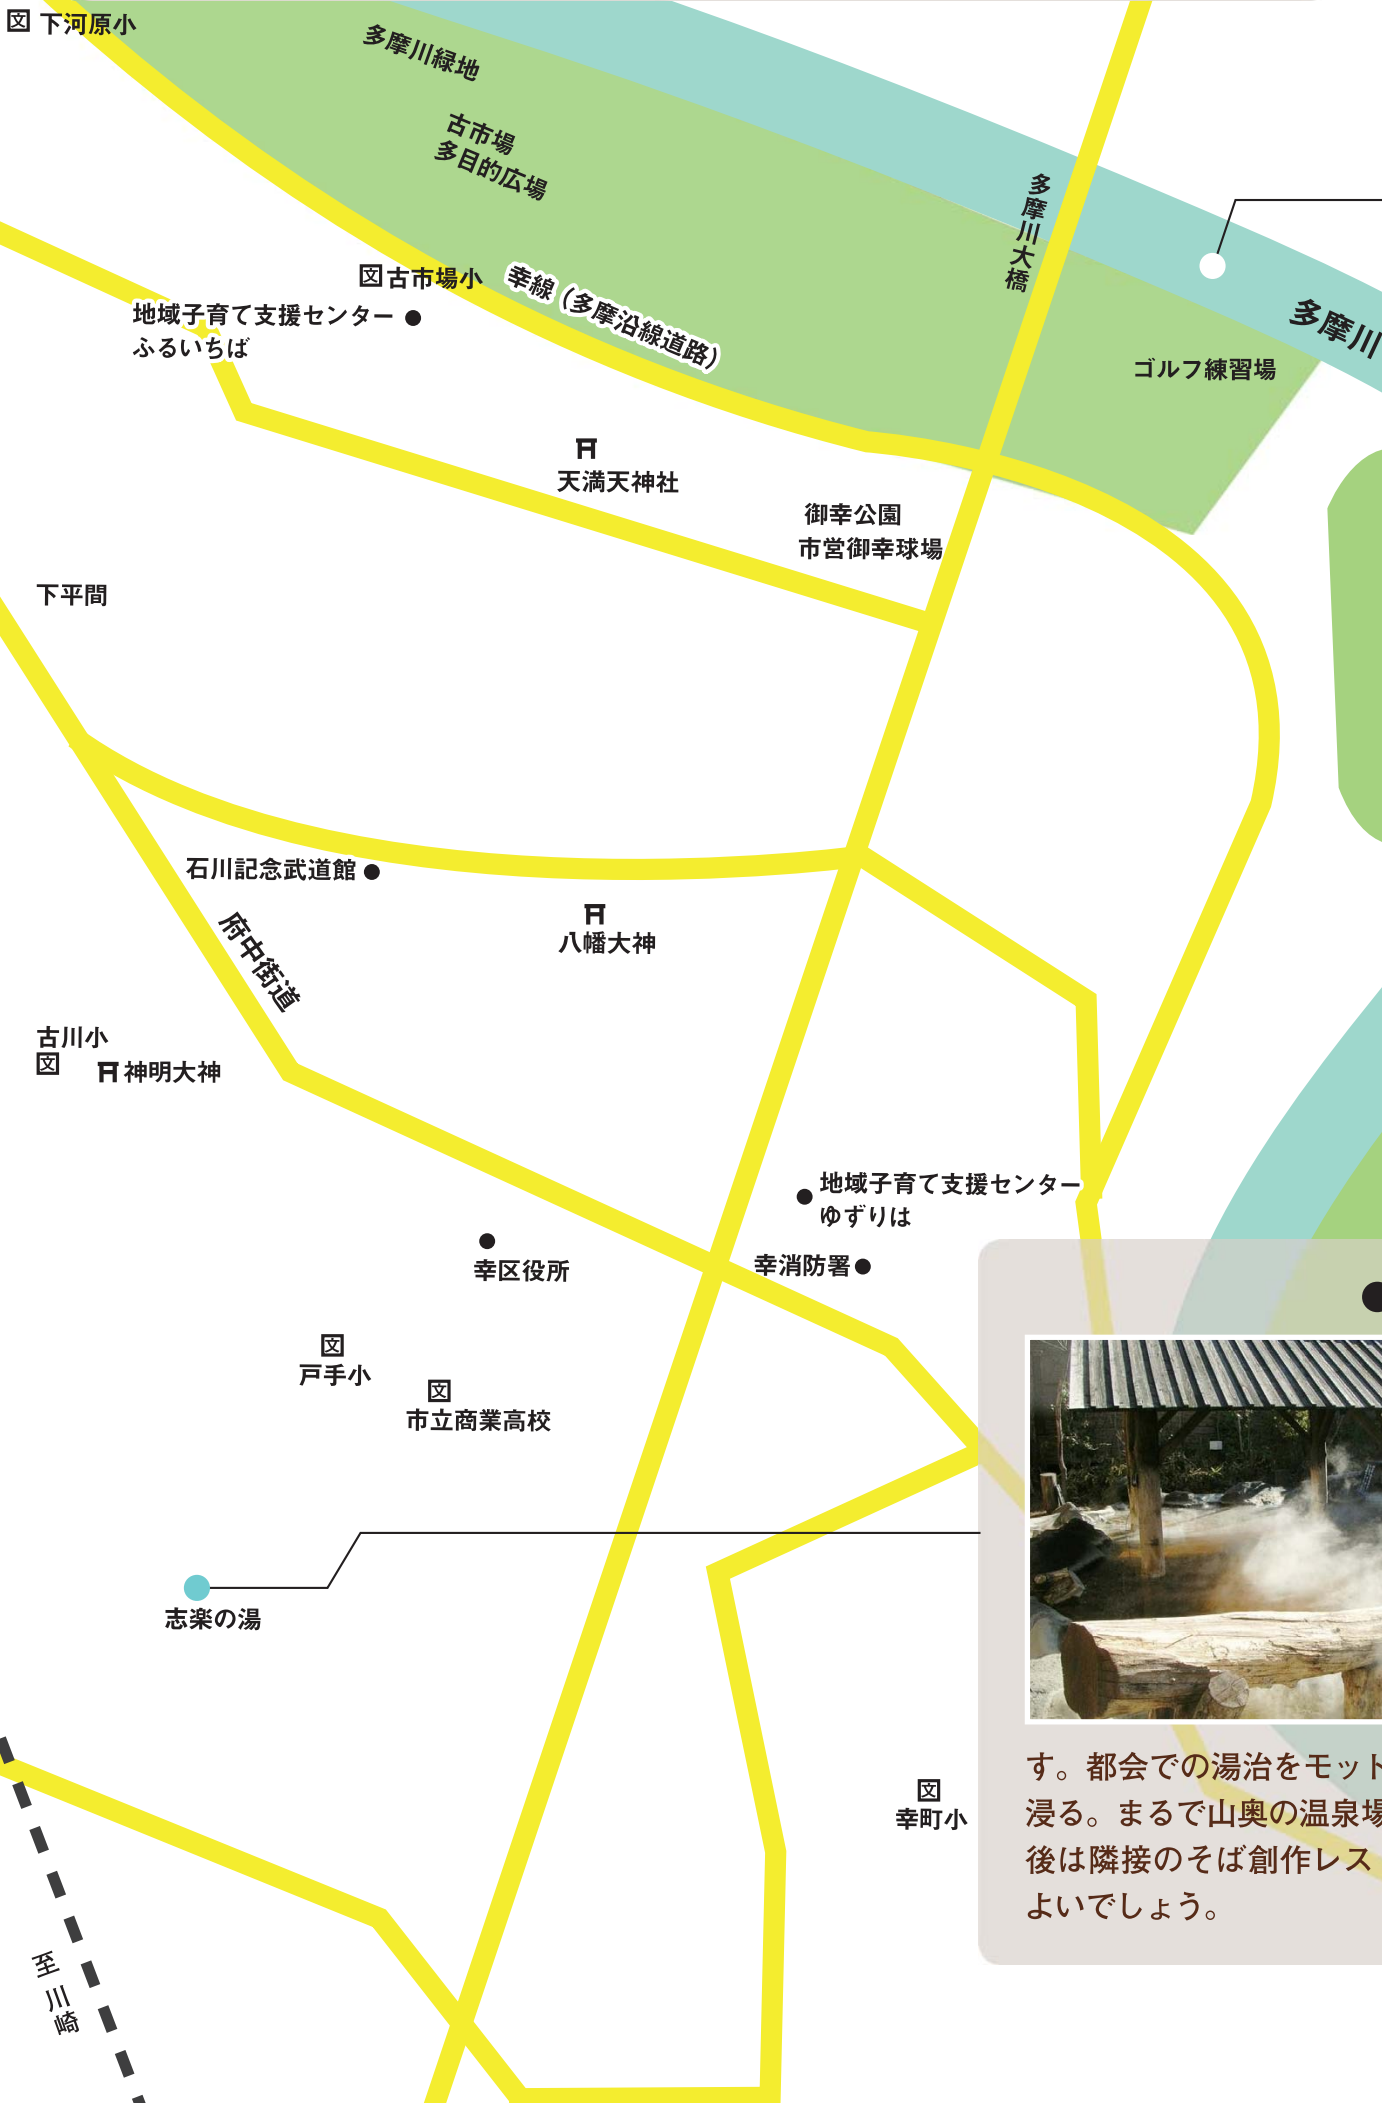 文 下河原小
多摩川緑地
古市場
多目的広場
多摩川大橋
文 古市場小
幸線（多摩沿線道路）
地域子育て支援センター
ふるいちば
多摩川
ゴルフ練習場
天満天神社
御幸公園
市営御幸球場
下平間
石川記念武道館
八幡大神
府中街道
古川小
文
神明大神
地域子育て支援センター
ゆずりは
幸区役所
幸消防署
文
戸手小
文
市立商業高校
志楽の湯
文
幸町小
す。都会での湯治をモット
浸る。まるで山奥の温泉場
後は隣接のそば創作レス
よいでしょう。
至 川崎